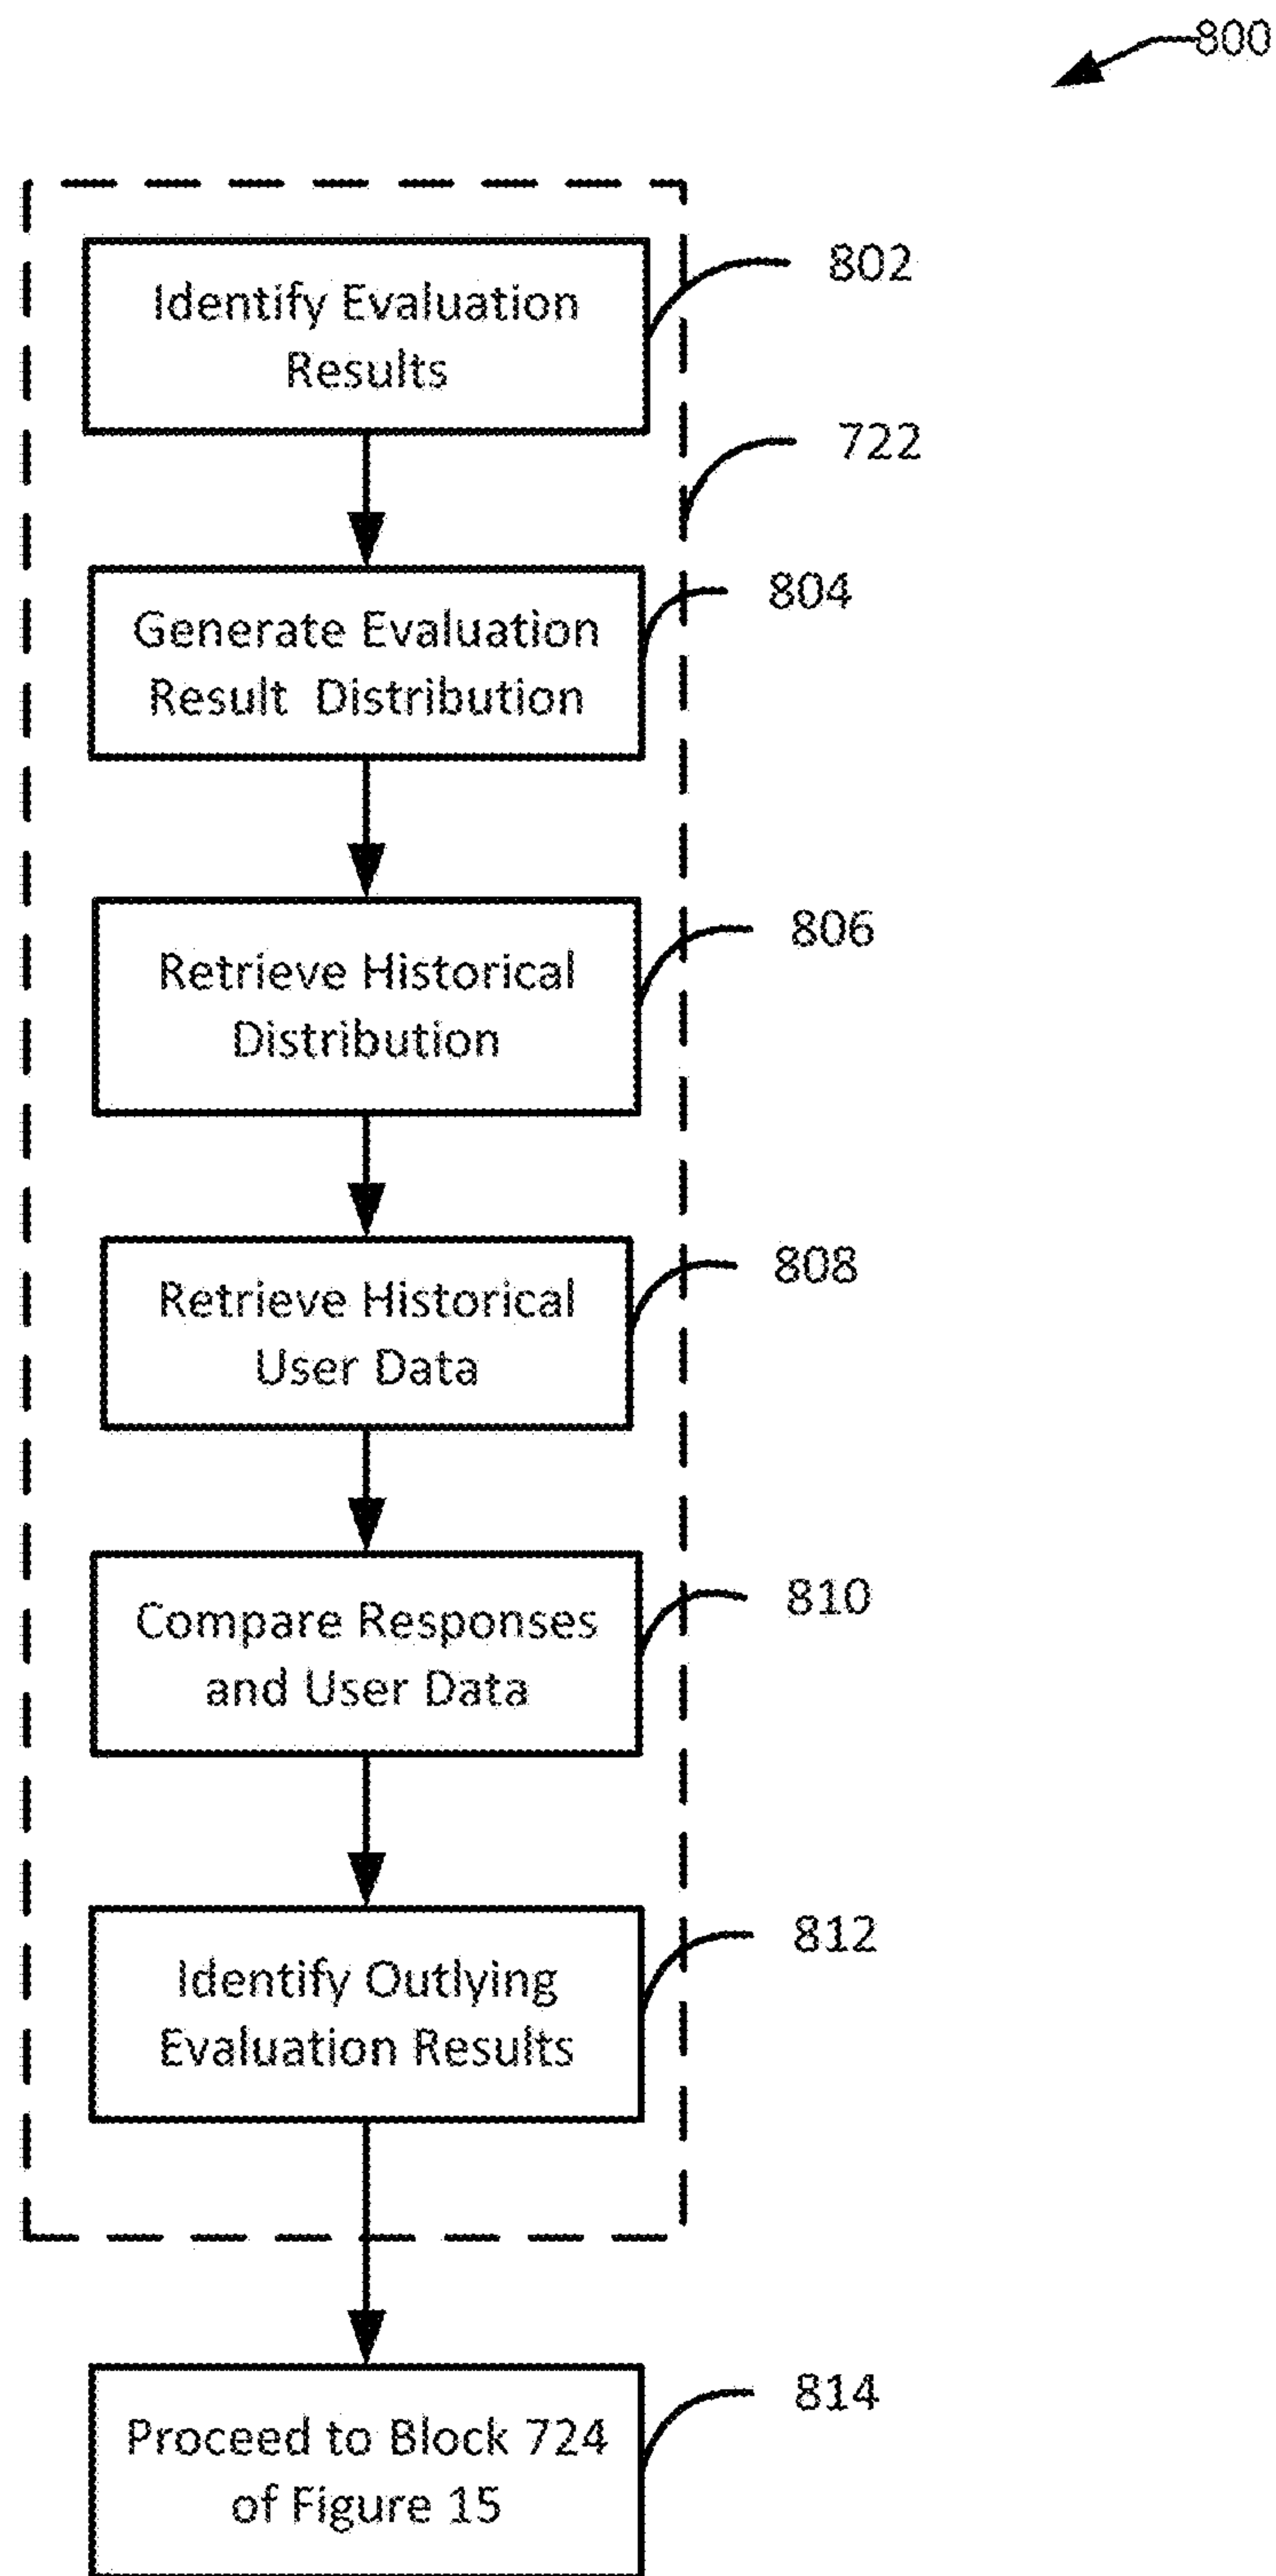 800
Identify Evaluation
Results
802
722
Generate Evaluation
Result Distribution
804
Retrieve Historical
Distribution
806
Retrieve Historical
User Data
808
Compare Responses
and User Data
810
Identify Outlying
Evaluation Results
812
Proceed to Block 724
of Figure 15
814